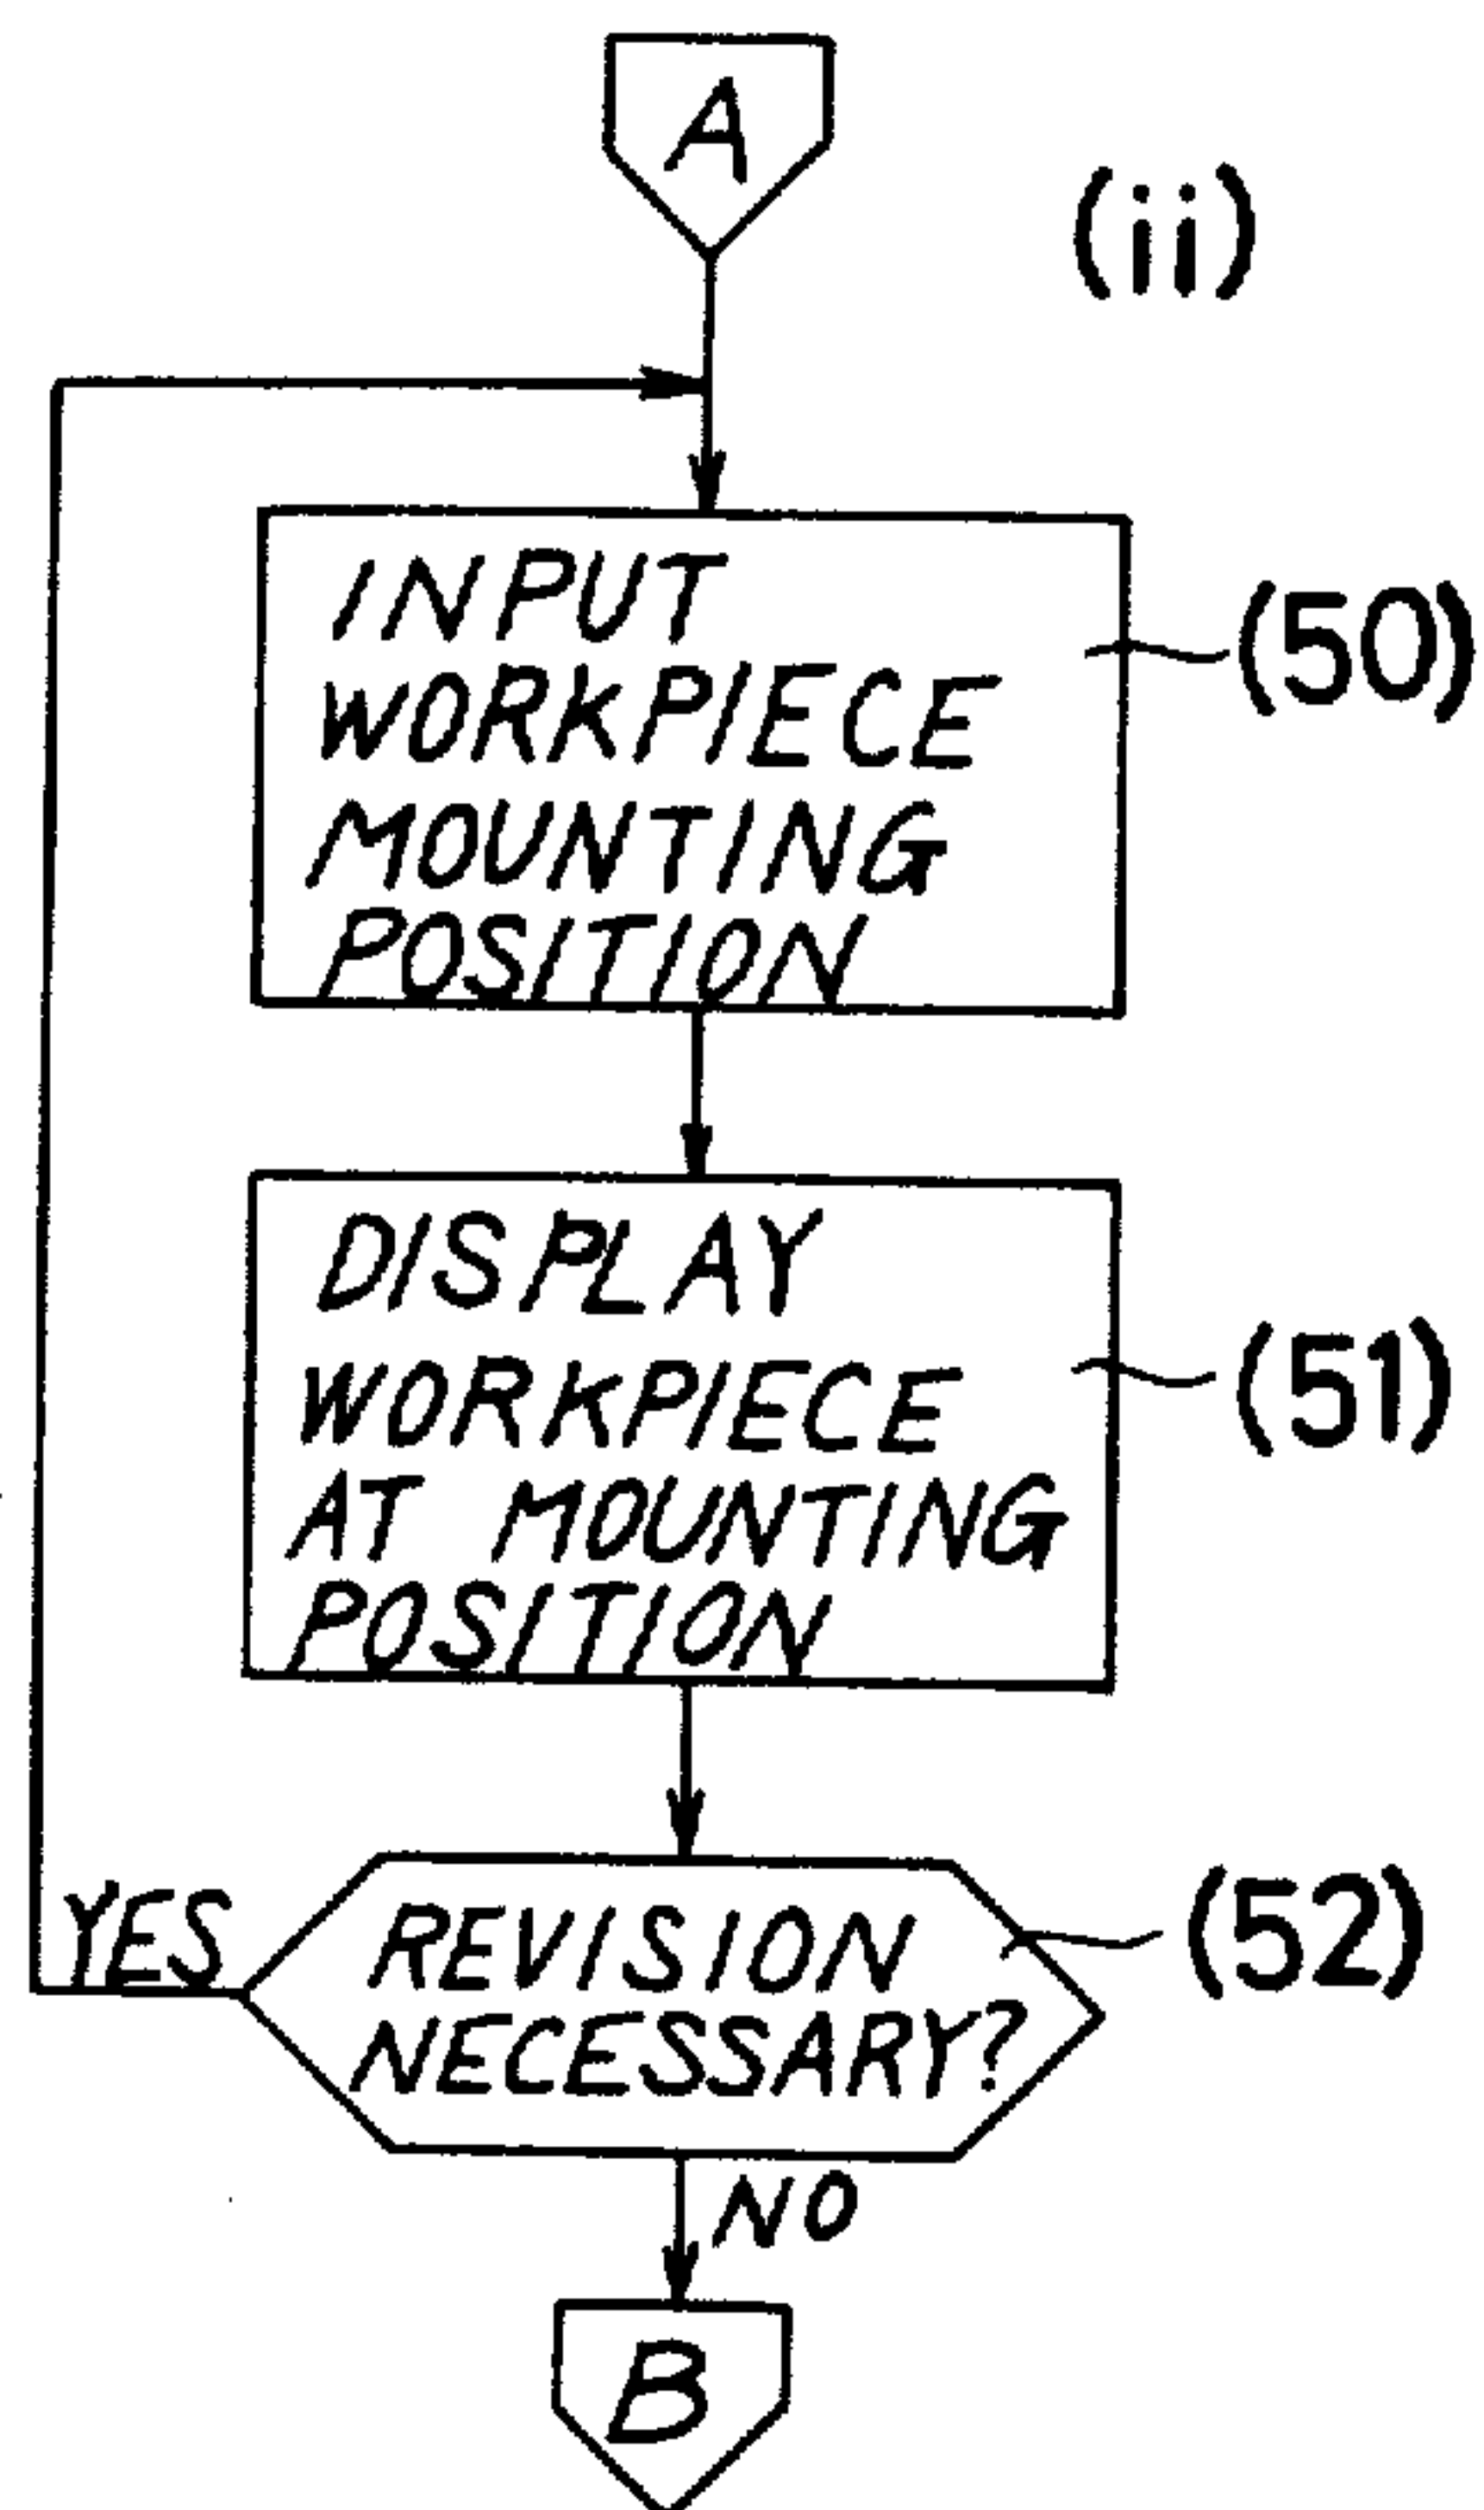 A
(ii)
INPUT
WORKPIECE
MOUNTING
POSITION
(50)
DISPLAY
WORKPIECE
AT MOUNTING
POSITION
(51)
YES
REVISION
NECESSARY?
(52)
NO
B